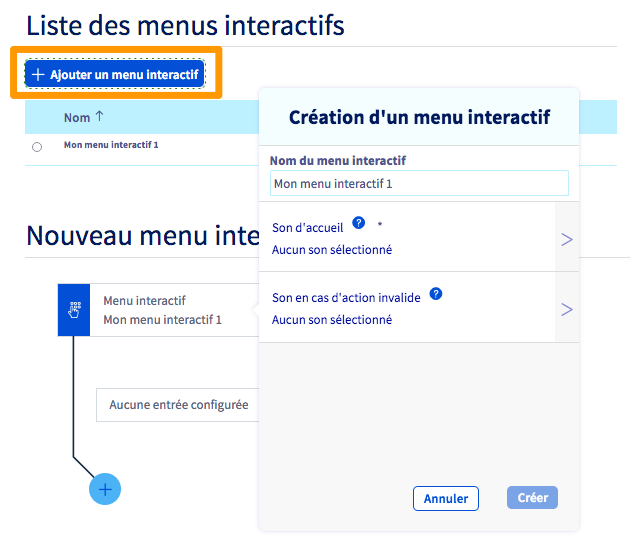 Liste des menus interactifs
+ Ajouter un menu interactif
Nom ↑
Mon menu interactif 1
Création d'un menu interactif
Nom du menu interactif
Mon menu interactif 1
Son d'accueil ? *
Aucun son sélectionné
Son en cas d'action invalide ?
Aucun son sélectionné
Annuler
Créer
Nouveau menu inte
Menu interactif
Mon menu interactif 1
Aucune entrée configurée